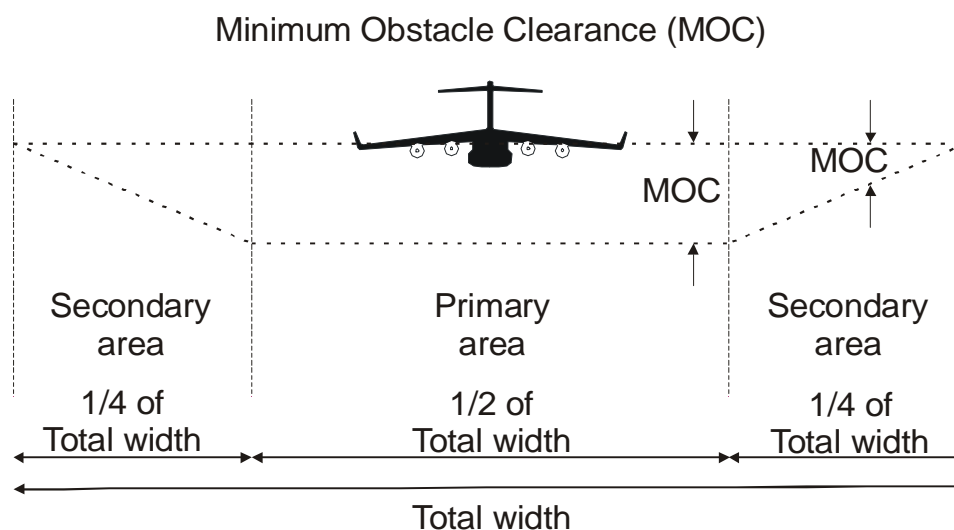 Minimum Obstacle Clearance (MOC)
MOC
MOC
Secondary
area
Primary
area
Secondary
area
1/4 of
Total width
1/2 of
Total width
1/4 of
Total width
Total width